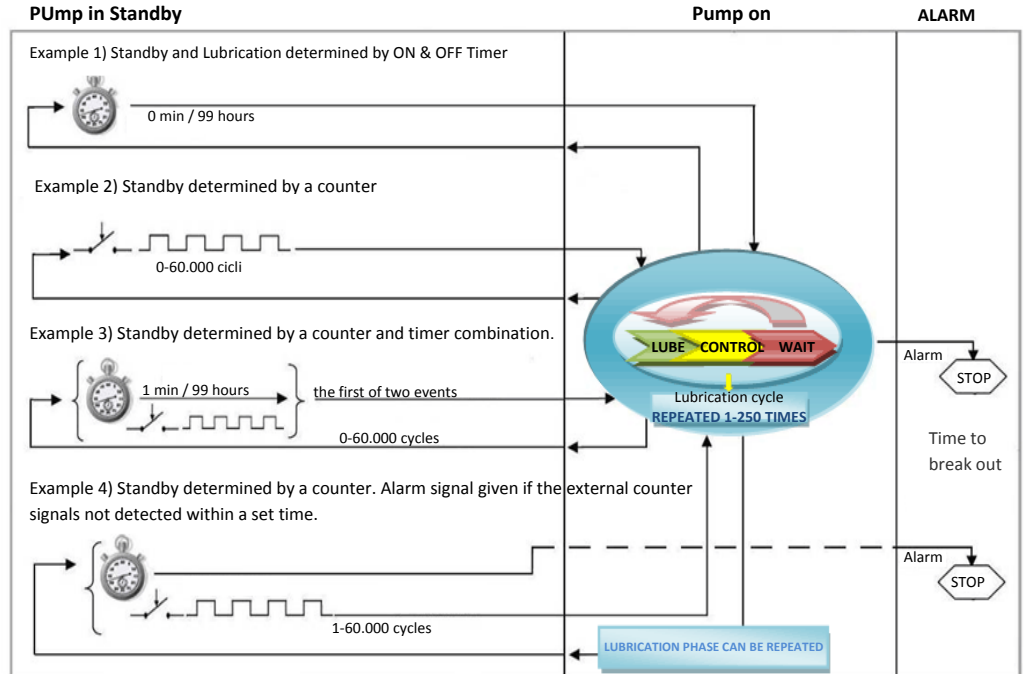 PUmp in Standby
Pump on
ALARM
Example 1) Standby and Lubrication determined by ON & OFF Timer
0 min / 99 hours
Example 2) Standby determined by a counter
0-60.000 cicli
Example 3) Standby determined by a counter and timer combination.
1 min / 99 hours
the first of two events
0-60.000 cycles
LUBE
CONTROL
WAIT
Lubrication cycle
REPEATED 1-250 TIMES
Alarm
STOP
Time to
break out
Example 4) Standby determined by a counter. Alarm signal given if the external counter
signals not detected within a set time.
1-60.000 cycles
Alarm
STOP
LUBRICATION PHASE CAN BE REPEATED